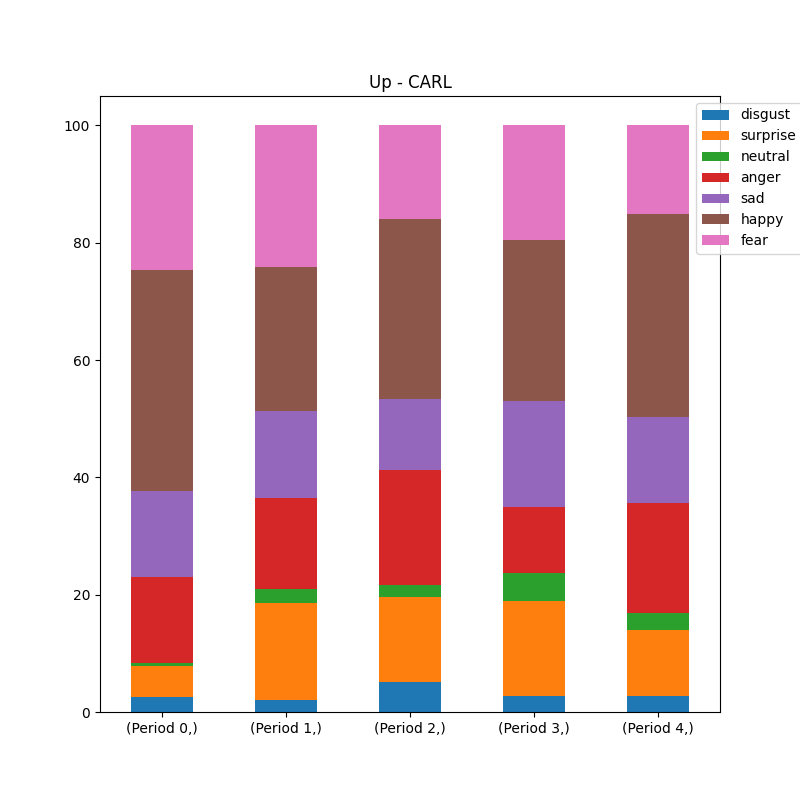 Up - CARL
100
80
60
40
20
0
(Period 0,)
(Period 1,)
(Period 2,)
(Period 3,)
(Period 4,)
disgust
surprise
neutral
anger
sad
happy
fear